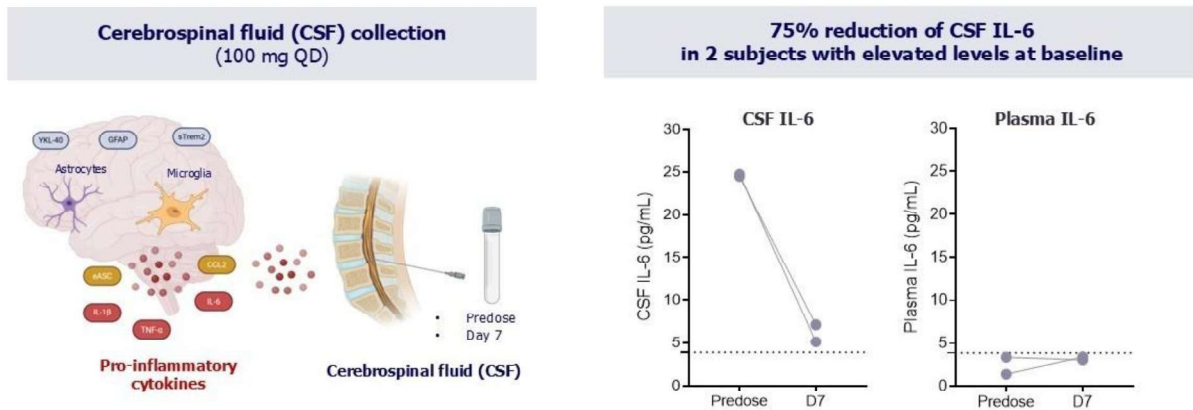 Cerebrospinal fluid (CSF) collection
(100 mg QD)
YKL-40
GFAP
sTrem2
Astrocytes
Microglia
eASC
CCL2
IL-1β
IL-6
TNF-α
Pro-inflammatory
cytokines
• Predose
• Day 7
Cerebrospinal fluid (CSF)
75% reduction of CSF IL-6
in 2 subjects with elevated levels at baseline
CSF IL-6
CSF IL-6 (pg/mL)
30
25
20
15
10
5
0
Predose D7
Plasma IL-6
Plasma IL-6 (pg/mL)
30
25
20
15
10
5
0
Predose D7